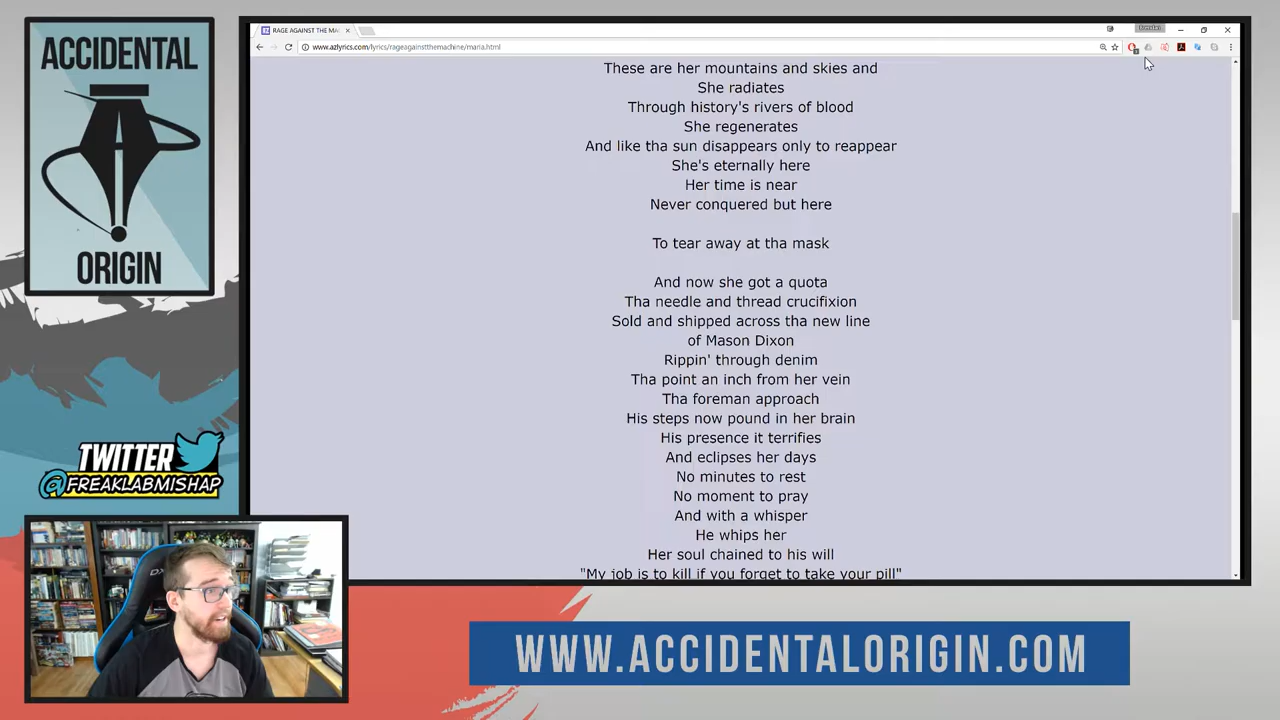 ACCIDENTAL
ORIGIN
TWITTER
@FREAKLABMISHAP
RAGE AGAINST THE MA
www.azlyrics.com/lyrics/rageagainstthemachine/maria.html
These are her mountains and skies and
She radiates
Through history's rivers of blood
She regenerates
And like tha sun disappears only to reappear
She's eternally here
Her time is near
Never conquered but here
To tear away at tha mask
And now she got a quota
Tha needle and thread crucifixion
Sold and shipped across tha new line
of Mason Dixon
Rippin' through denim
Tha point an inch from her vein
Tha foreman approach
His steps now pound in her brain
His presence it terrifies
And eclipses her days
No minutes to rest
No moment to pray
And with a whisper
He whips her
Her soul chained to his will
"My job is to kill if you forget to take your pill"
WWW.ACCIDENTALORIGIN.COM